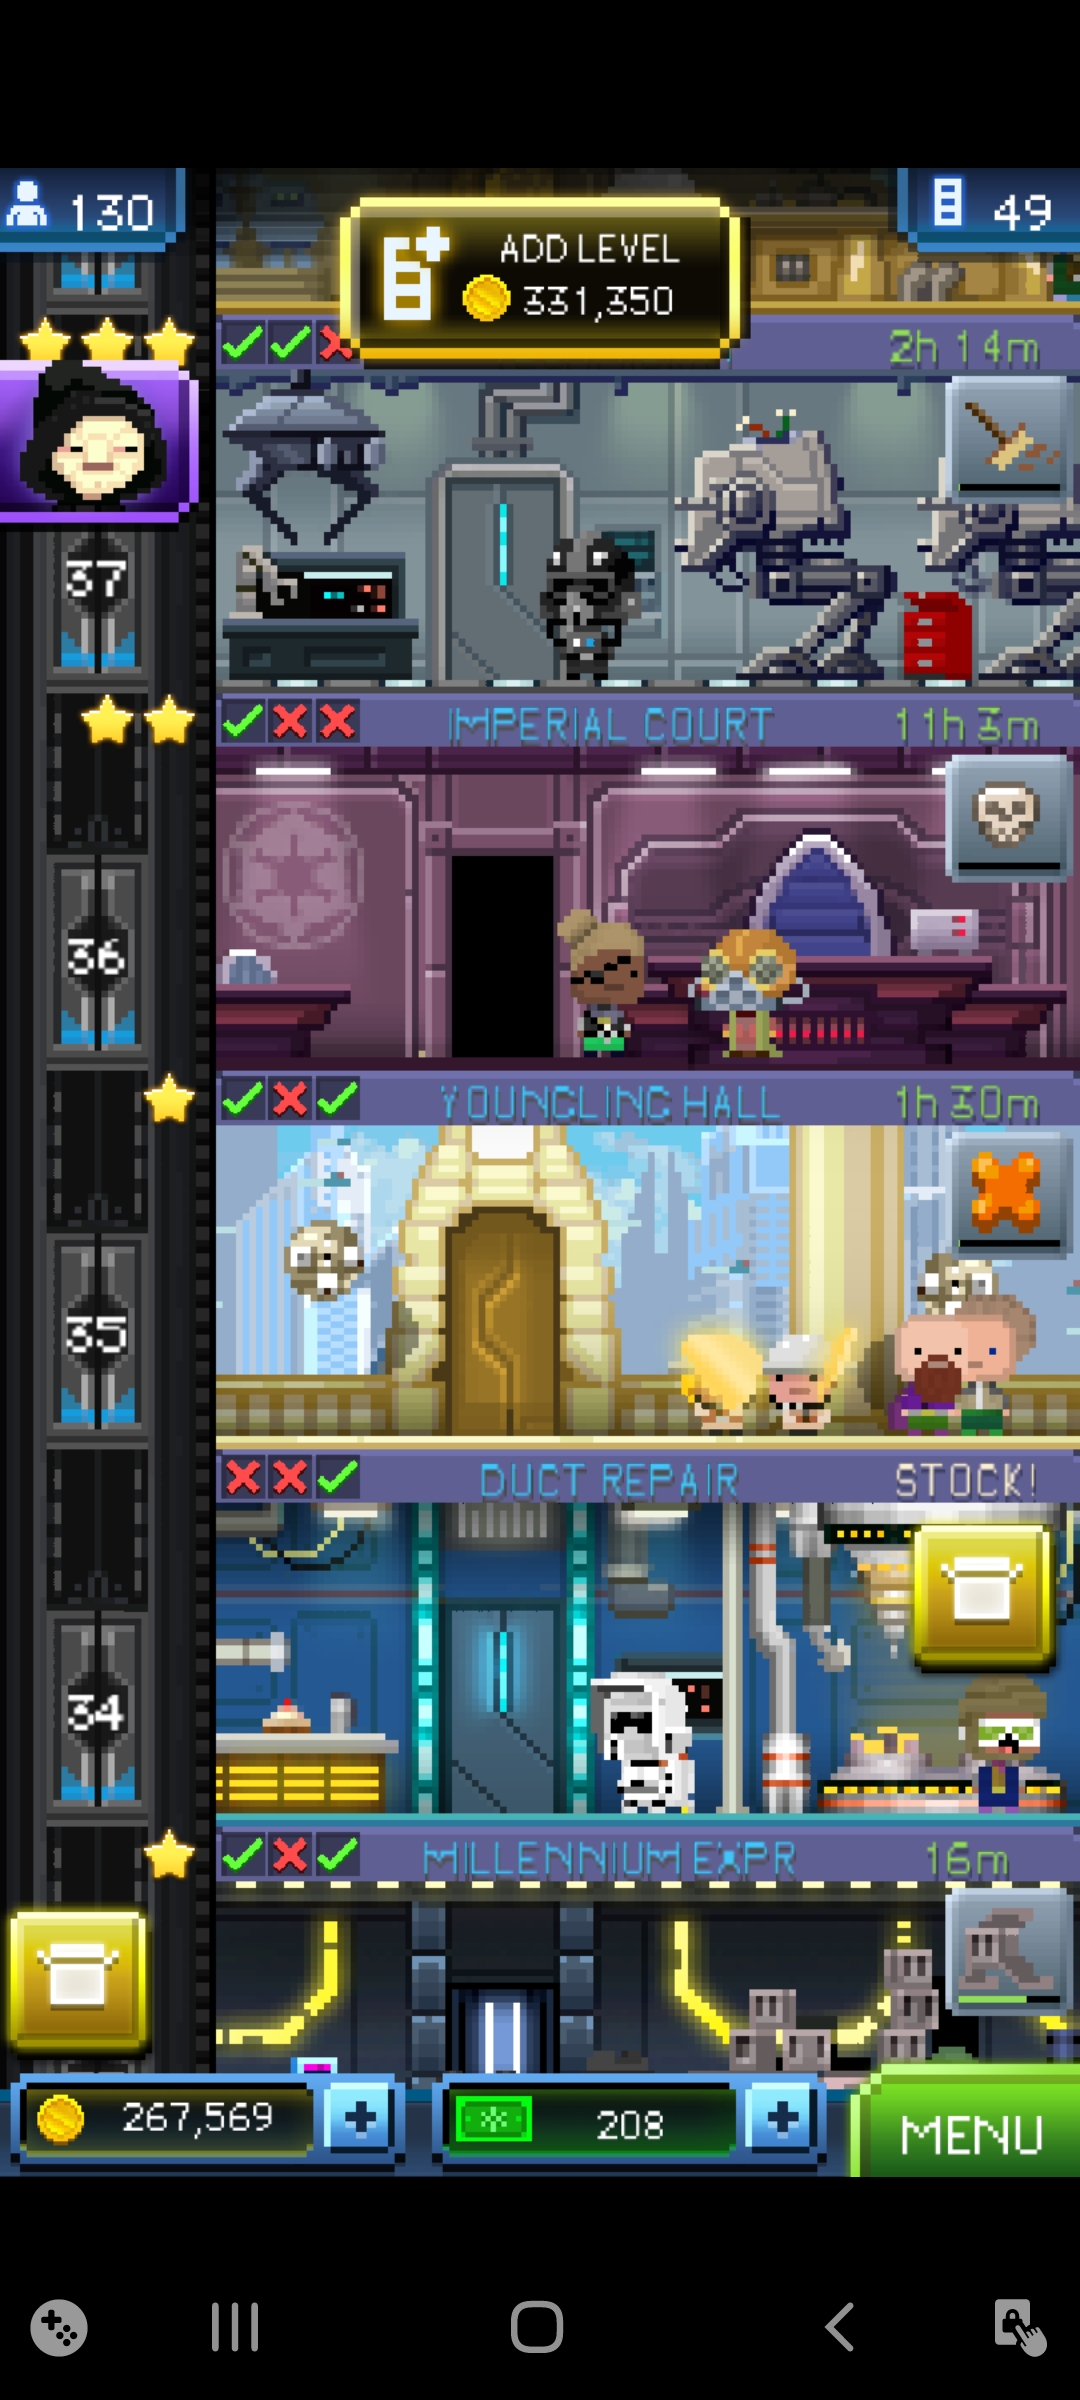 130
ADD LEVEL
331,350
49
2h 14m
37
IMPERIAL COURT
11h 3m
36
YOUNGLING HALL
1h 30m
35
DUCT REPAIR
STOCK!
34
MILLENNIUM EXPR
16m
267,569
208
MENU